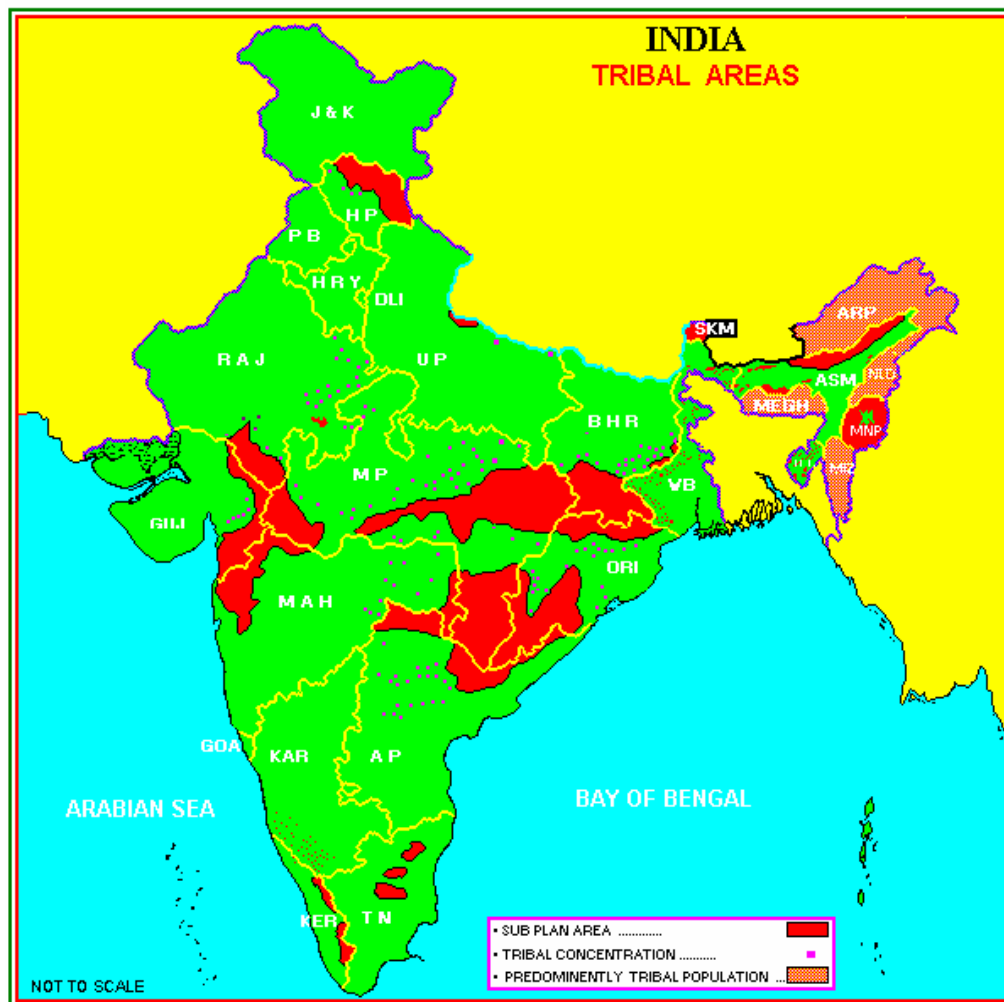 INDIA
TRIBAL AREAS
J & K
H P
P B
H R Y
DLI
SKM
ARP
R A J
U P
ASM
NLD
MEGH
B H R
MNP
M P
MIZ
WB
GUJ
ORI
M A H
GOA
KAR
A P
ARABIAN SEA
BAY OF BENGAL
KER
T N
• SUB PLAN AREA .............
• TRIBAL CONCENTRATION ..........
• PREDOMINENTLY TRIBAL POPULATION ...
NOT TO SCALE